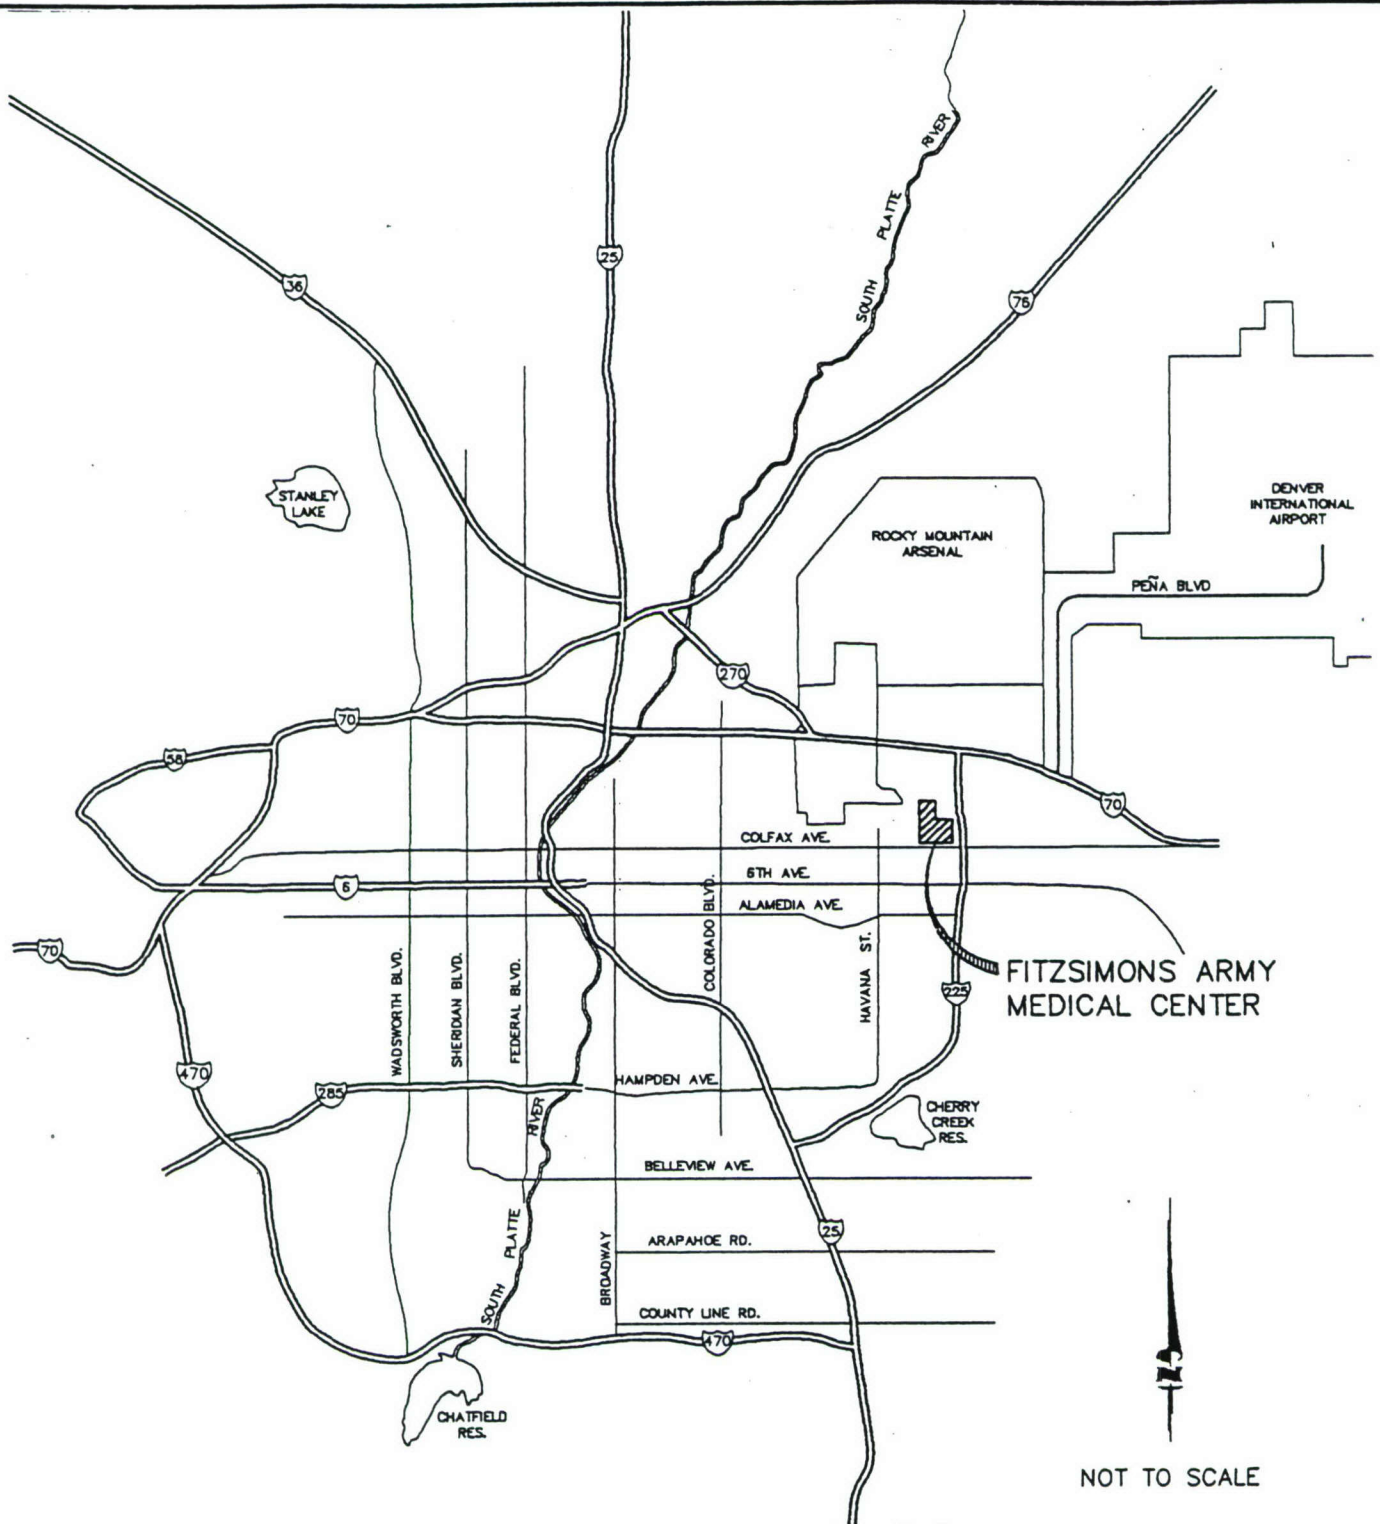 RIVER
PLATTE
SOUTH
25
36
76
STANLEY
LAKE
DENVER
INTERNATIONAL
AIRPORT
ROCKY MOUNTAIN
ARSENAL
PEÑA BLVD
270
70
58
70
COLFAX AVE.
6TH AVE.
6
ALAMEDIA AVE.
COLORADO BLVD.
HAVANA ST.
70
WADSWORTH BLVD.
SHERIDIAN BLVD.
FEDERAL BLVD.
FITZSIMONS ARMY
MEDICAL CENTER
225
470
285
HAMPDEN AVE.
RIVER
CHERRY
CREEK
RES.
BELLEVIEW AVE.
PLATTE
SOUTH
25
ARAPAHOE RD.
BROADWAY
COUNTY LINE RD.
470
CHATFIELD
RES.
N
NOT TO SCALE